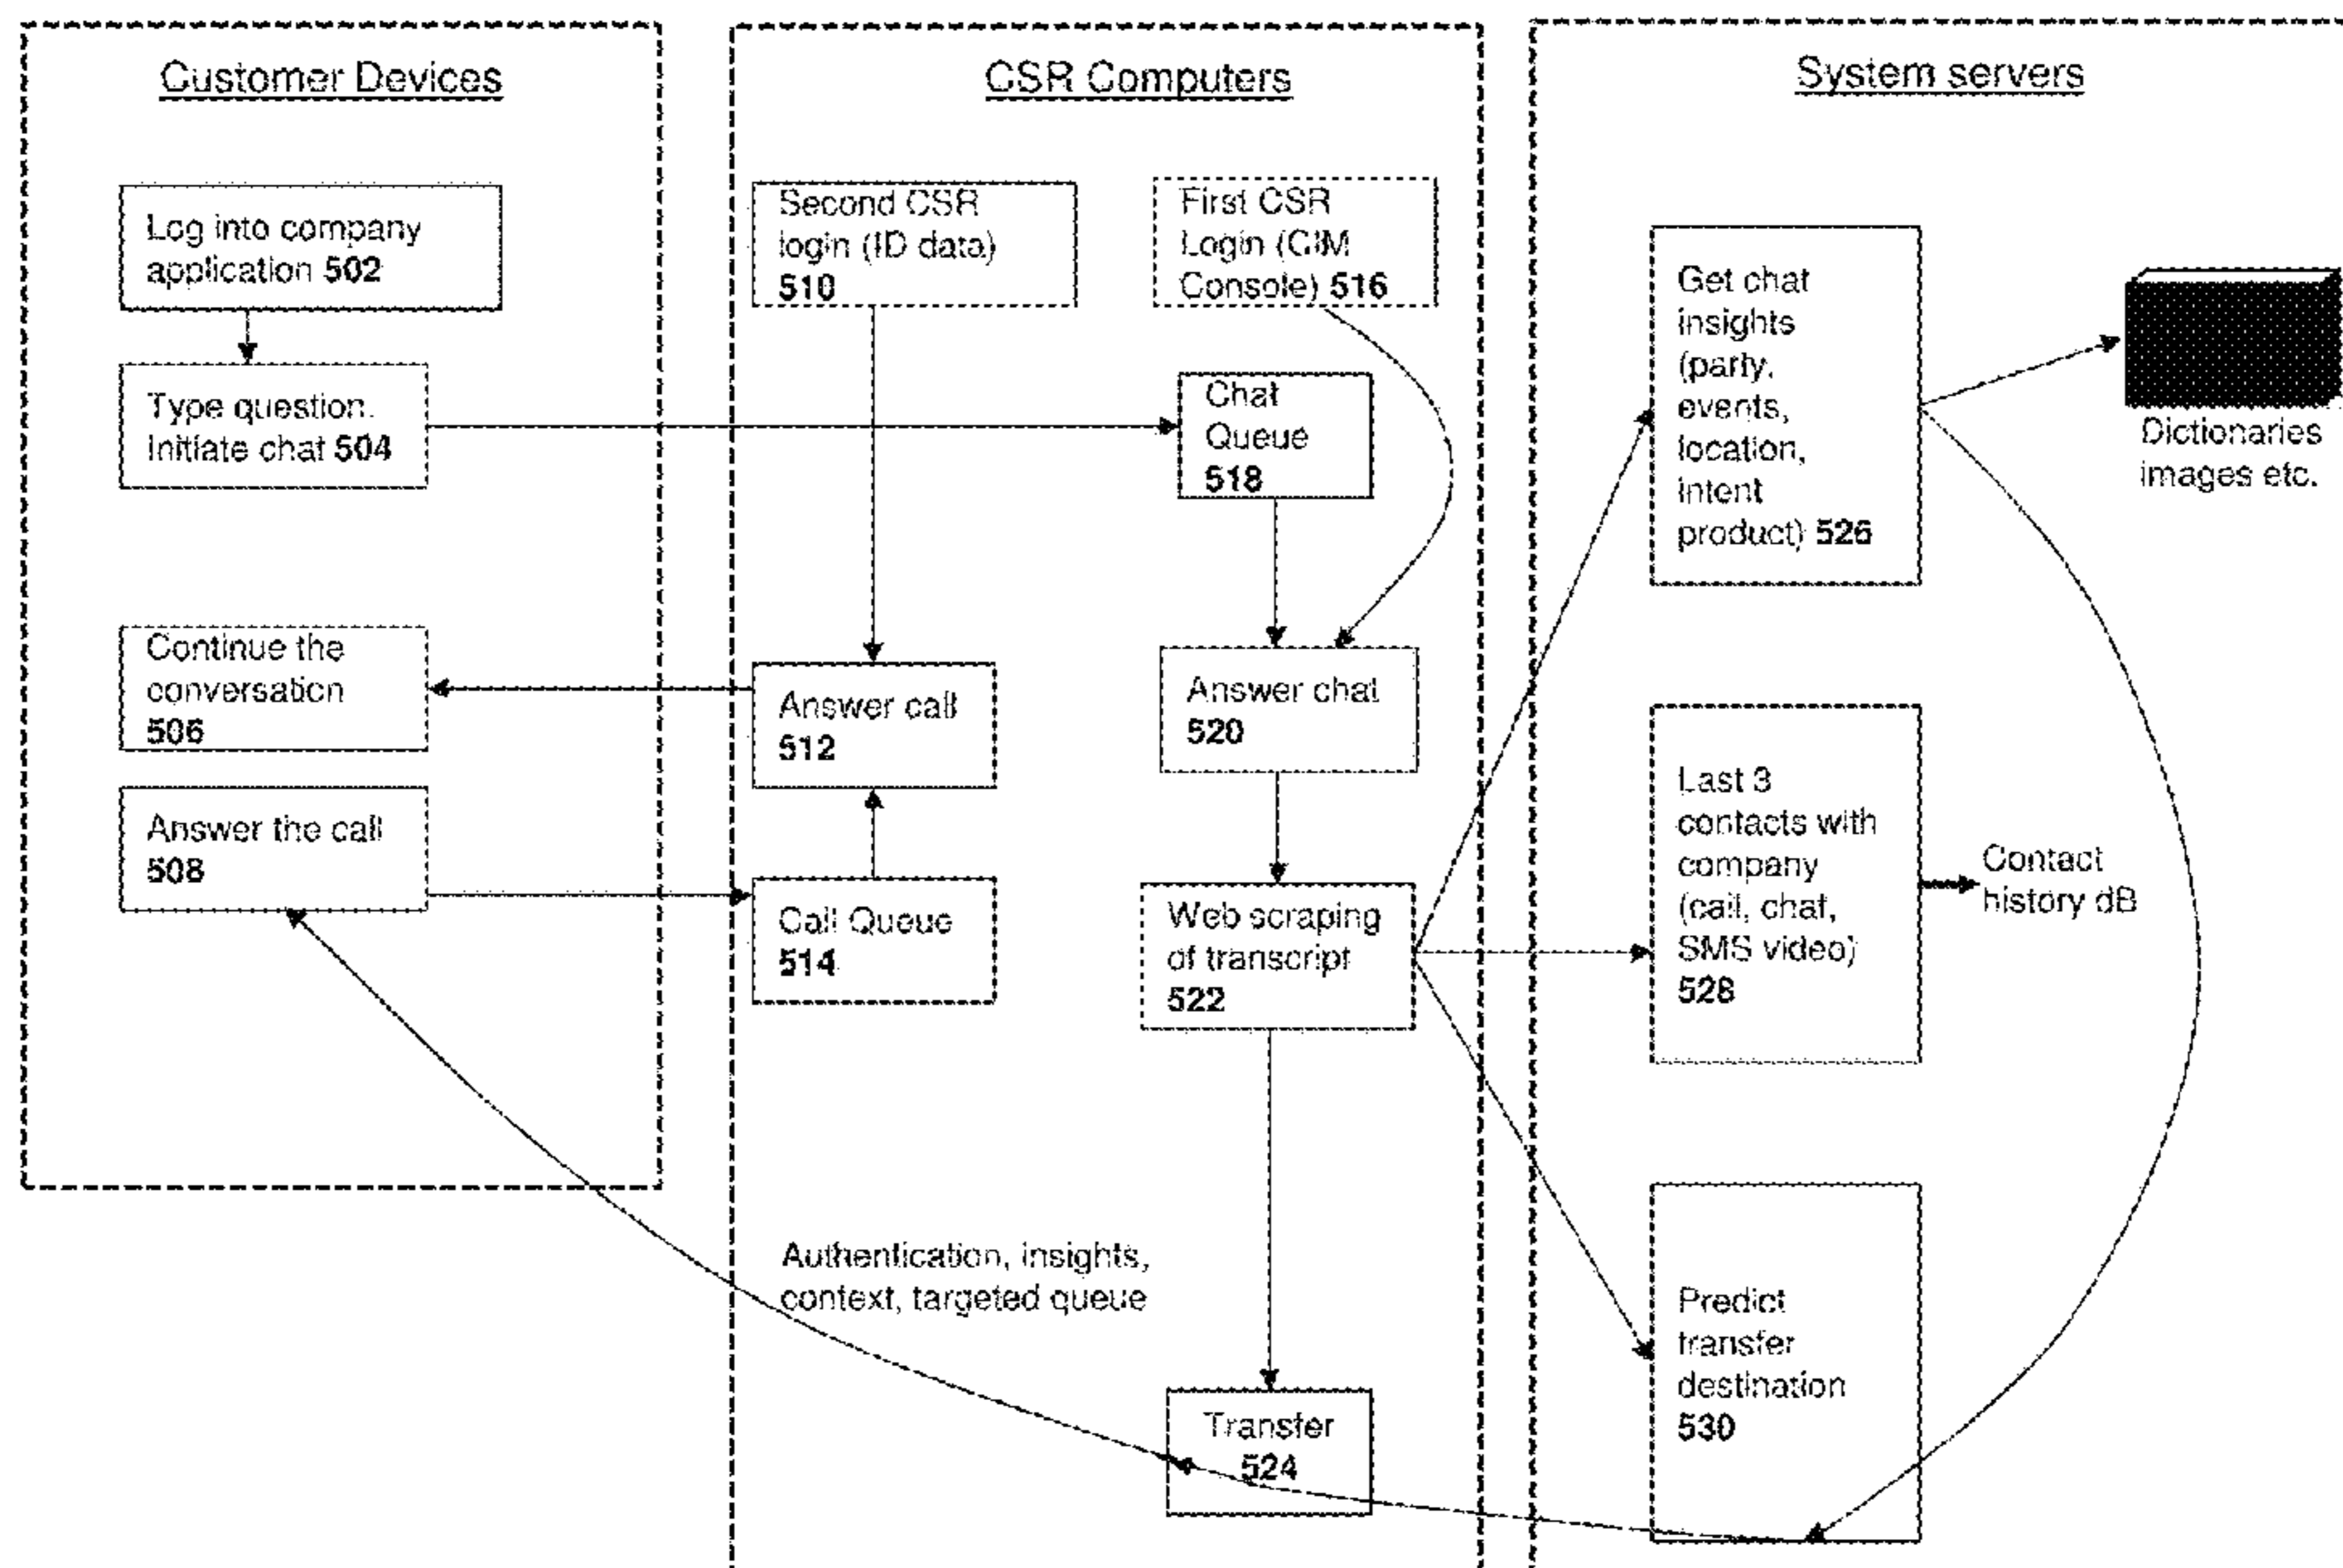 Customer Devices
Log into company
application 502
Type question.
Initiate chat 504
Continue the
conversation
506
Answer the call
508
CSR Computers
Second CSR
login (ID data)
510
First CSR
Login (CIM
Console) 516
Chat
Queue
518
Answer call
512
Answer chat
520
Call Queue
514
Web scraping
of transcript
522
Authentication, insights,
context, targeted queue
Transfer
524
System servers
Get chat
insights
(party,
events,
location,
intent
product) 526
Dictionaries
images etc.
Last 3
contacts with
company
(call, chat,
SMS video)
528
Contact
history dB
Predict
transfer
destination
530